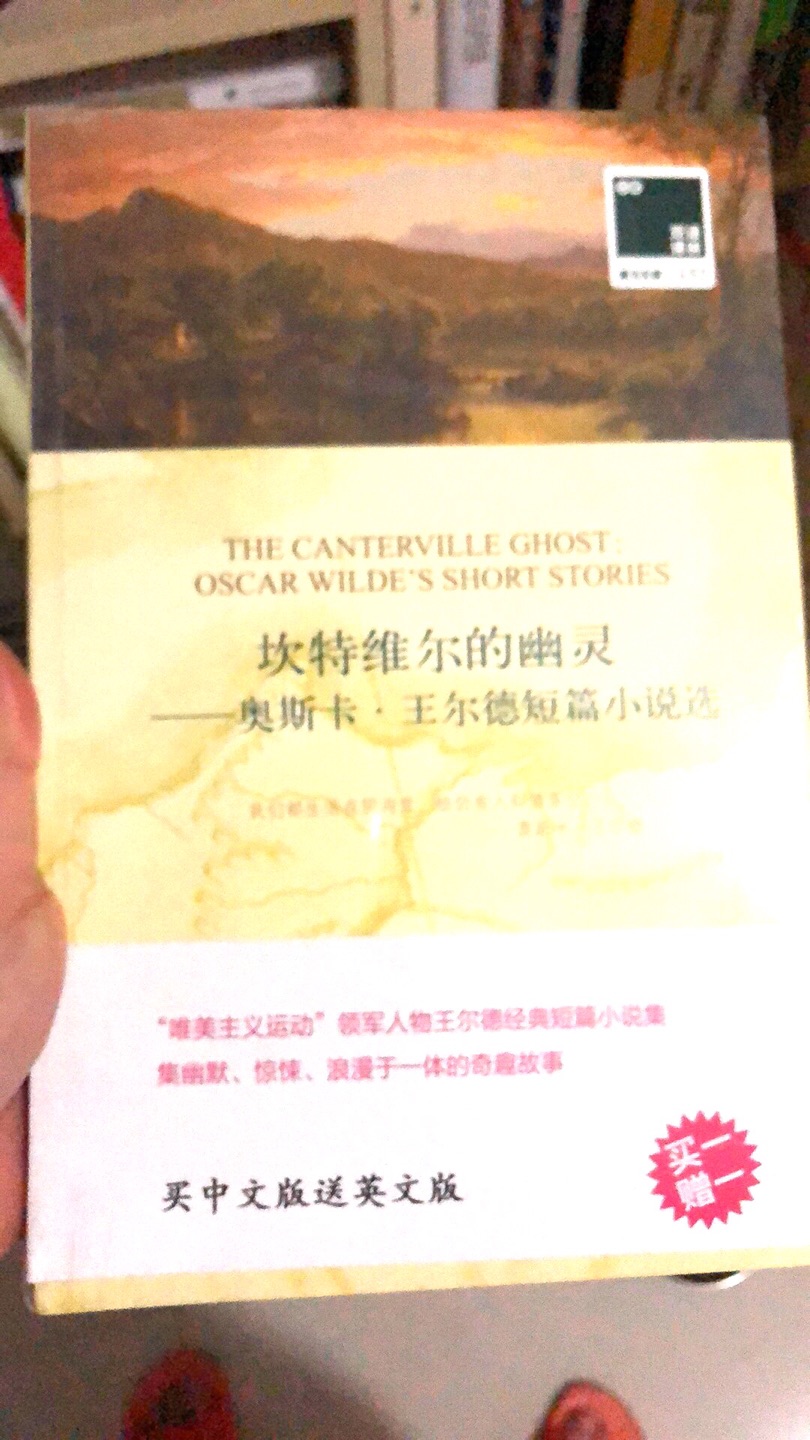 THE CANTERVILLE GHOST:
OSCAR WILDE'S SHORT STORIES
坎特维尔的幽灵
——奥斯卡·王尔德短篇小说选
“唯美主义运动”领军人物王尔德经典短篇小说集
集幽默、惊悚、浪漫于一体的奇趣故事
买中文版送英文版
买一
赠一